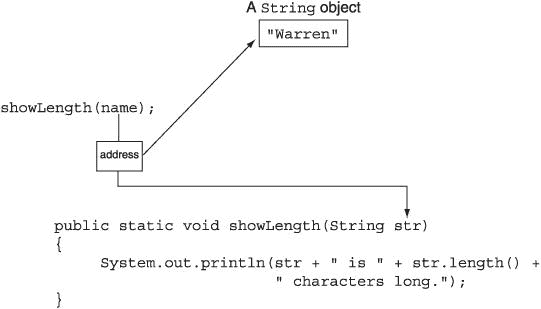 A String object
"Warren"
showLength(name);
address
public static void showLength(String str)
{
System.out.println(str + " is " + str.length() +
" characters long.");
}